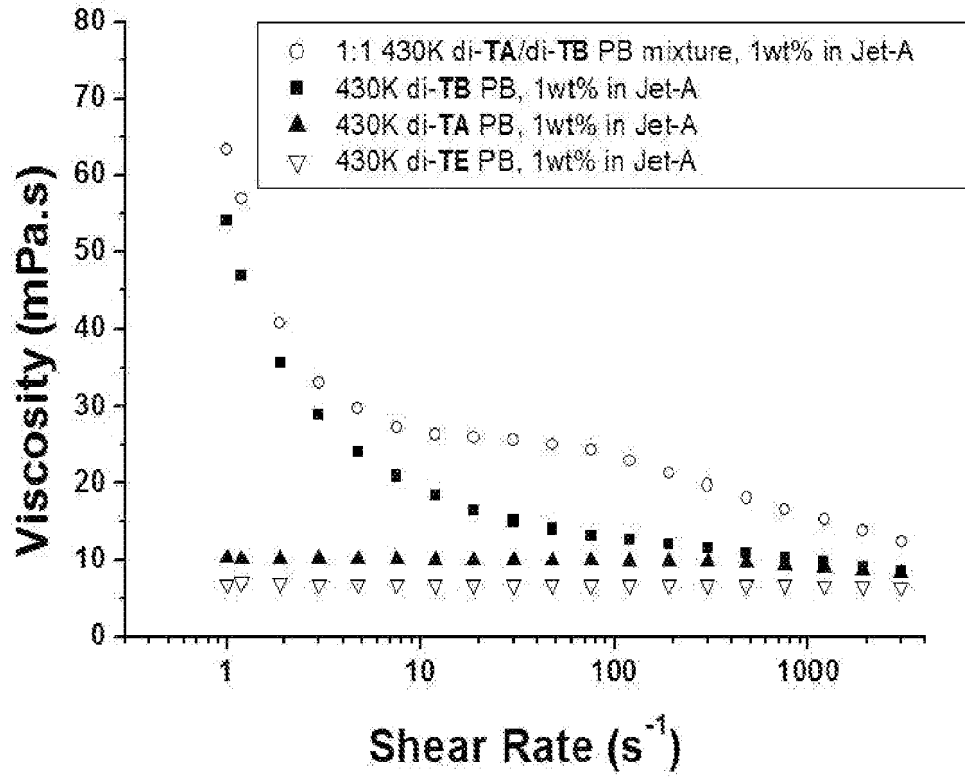 80
70
60
50
40
30
20
10
0
Viscosity (mPa.s)
1:1 430K di-TA/di-TB PB mixture, 1wt% in Jet-A
430K di-TB PB, 1wt% in Jet-A
430K di-TA PB, 1wt% in Jet-A
430K di-TE PB, 1wt% in Jet-A
1 10 100 1000
Shear Rate (s⁻¹)